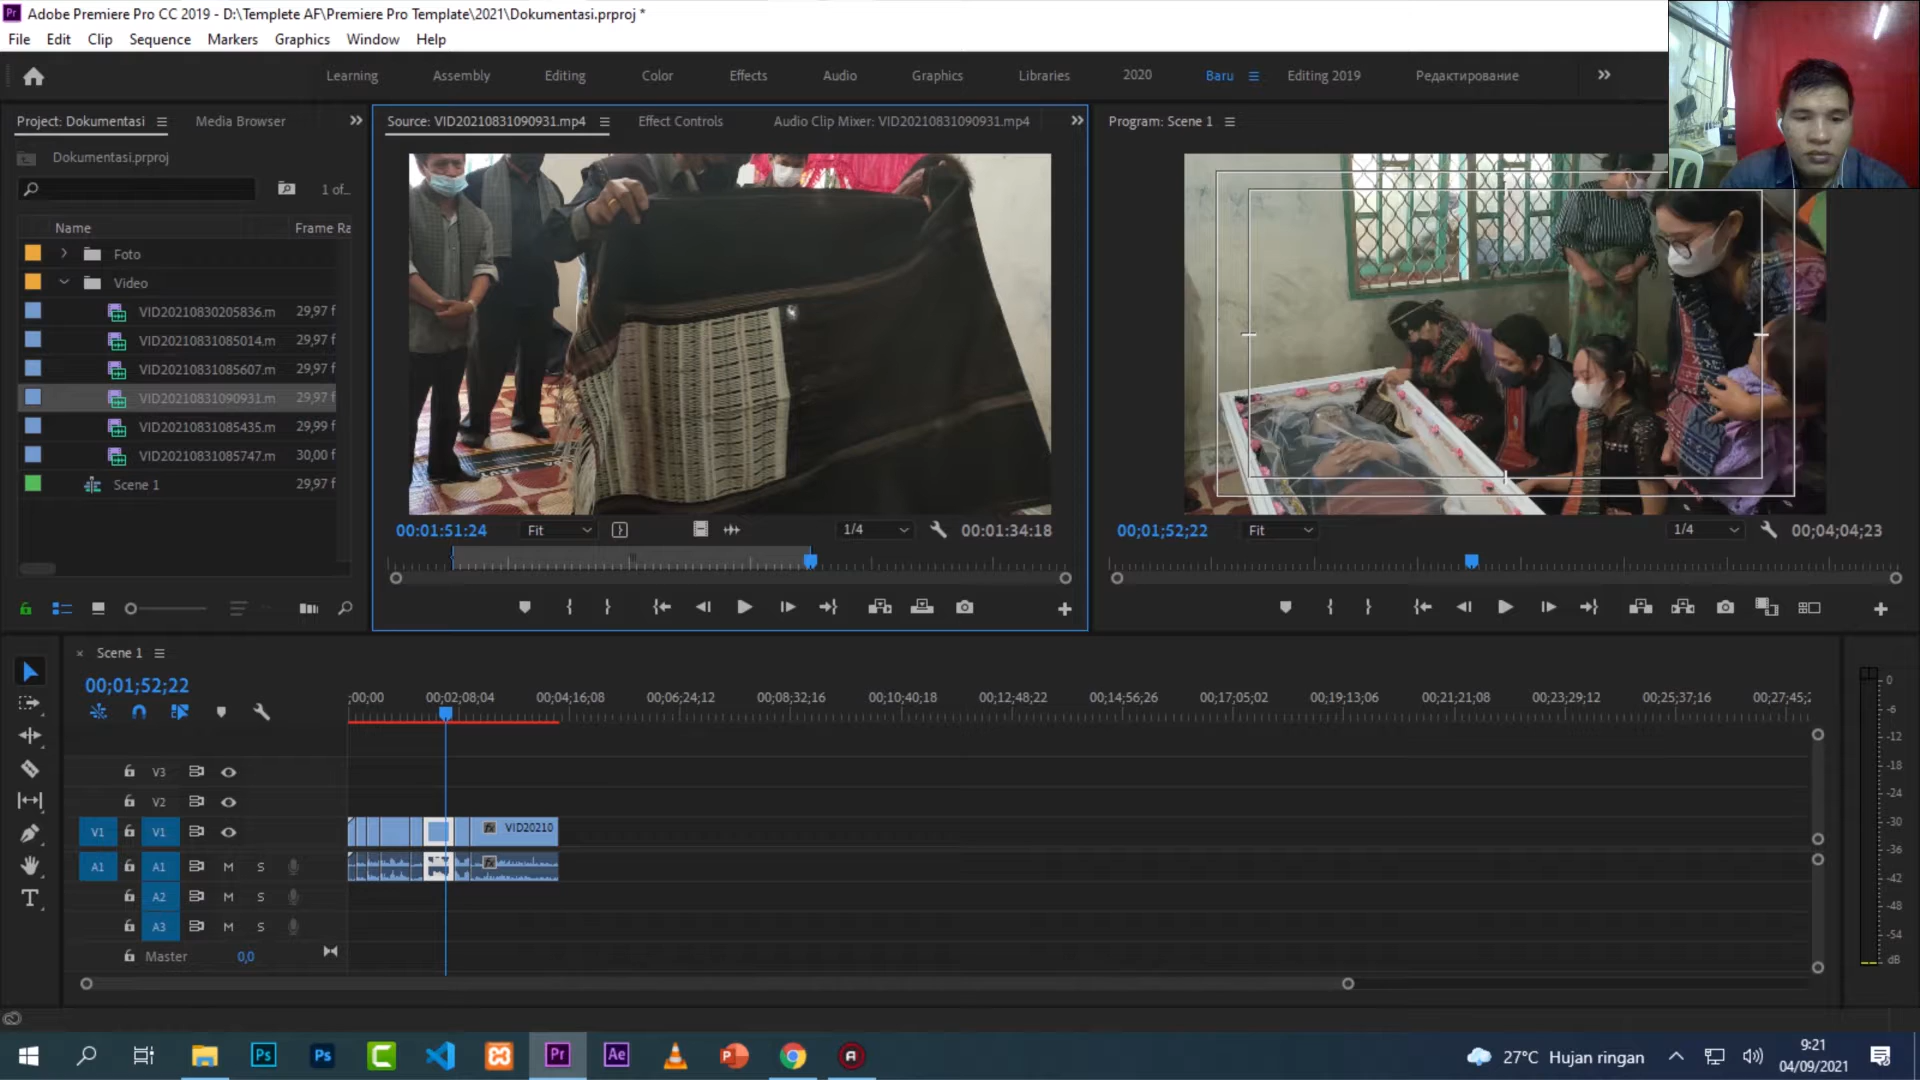 Adobe Premiere Pro CC 2019 - D:\Templete AF\Premiere Pro Template\2021\Dokumentasi.prproj *
File Edit Clip Sequence Markers Graphics Window Help
Learning Assembly Editing Color Effects Audio Graphics Libraries 2020 Baru Editing 2019 Редактирование
Project: Dokumentasi Media Browser
Dokumentasi.prproj
1 of...
Name Frame Ra
Foto
Video
VID20210830205836.m 29,97 f
VID20210831085014.m 29,97 f
VID20210831085607.m 29,97 f
VID20210831090931.m 29,97 f
VID20210831085435.m 29,99 f
VID20210831085747.m 30,00 f
Scene 1 29,97 f
Source: VID20210831090931.mp4 Effect Controls Audio Clip Mixer: VID20210831090931.mp4
00:01:51:24 Fit 1/4 00:01:34:18
Program: Scene 1
00;01;52;22 Fit 1/4 00;04;04;23
Scene 1
00;01;52;22
;00;00 00;02;08;04 00;04;16;08 00;06;24;12 00;08;32;16 00;10;40;18 00;12;48;22 00;14;56;26 00;17;05;02 00;19;13;06 00;21;21;08 00;23;29;12 00;25;37;16 00;27;45;
V3
V2
V1 V1 VID20210
A1 A1 M S
A2 M S
A3 M S
Master 0,0
0
-6
-12
-18
-24
-30
-36
-42
-48
-54
dB
Ps Ps C Pr Ae P A
27°C Hujan ringan
9:21
04/09/2021